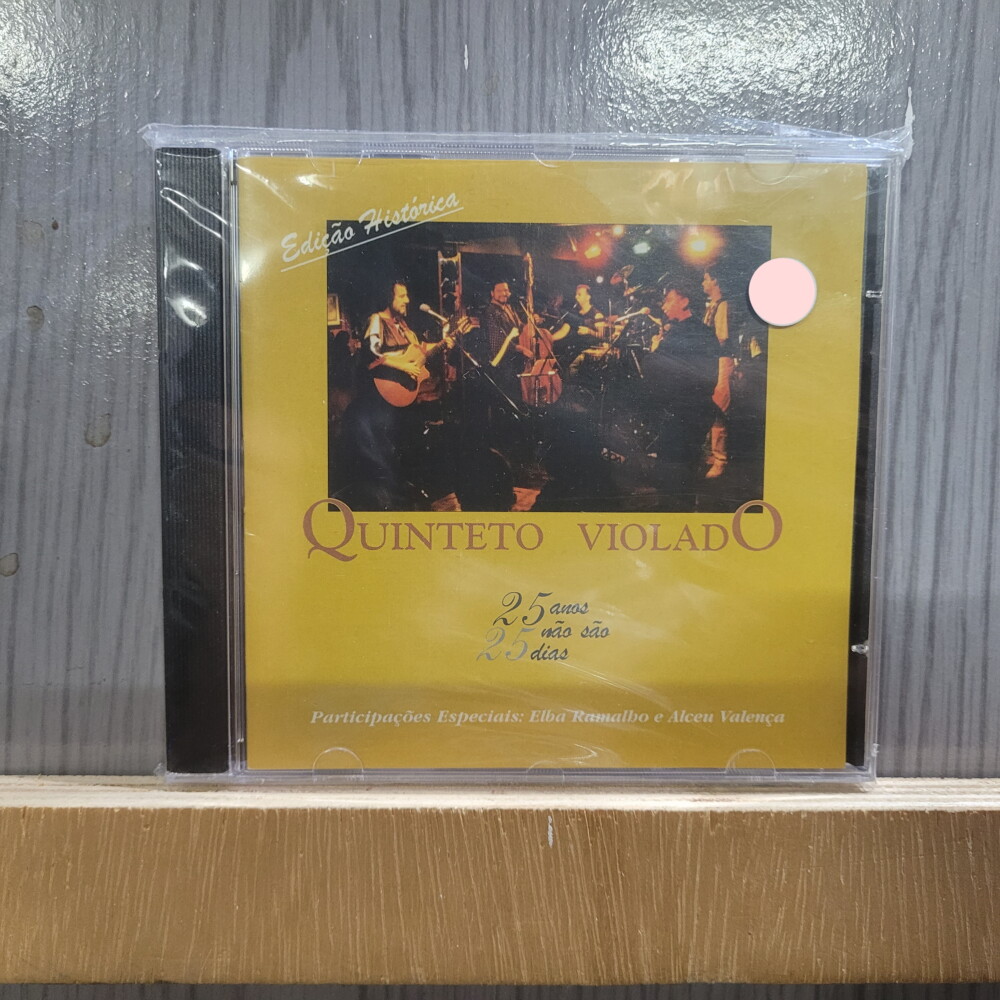 Edição Histórica
QUINTETO VIOLADO
25 anos
não são
25 dias
Participações Especiais: Elba Ramalho e Alceu Valença